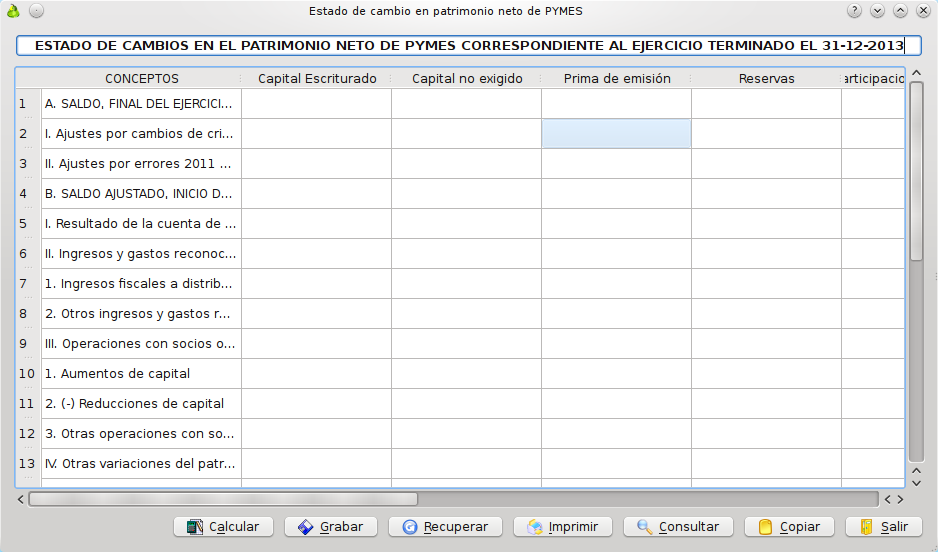 Estado de cambio en patrimonio neto de PYMES
ESTADO DE CAMBIOS EN EL PATRIMONIO NETO DE PYMES CORRESPONDIENTE AL EJERCICIO TERMINADO EL 31-12-2013
CONCEPTOS Capital Escriturado Capital no exigido Prima de emisión Reservas articipacio
1 A. SALDO, FINAL DEL EJERCICI...
2 I. Ajustes por cambios de cri...
3 II. Ajustes por errores 2011 ...
4 B. SALDO AJUSTADO, INICIO D...
5 I. Resultado de la cuenta de ...
6 II. Ingresos y gastos reconoc...
7 1. Ingresos fiscales a distrib...
8 2. Otros ingresos y gastos r...
9 III. Operaciones con socios o...
10 1. Aumentos de capital
11 2. (-) Reducciones de capital
12 3. Otras operaciones con so...
13 IV. Otras variaciones del patr...
Calcular Grabar Recuperar Imprimir Consultar Copiar Salir